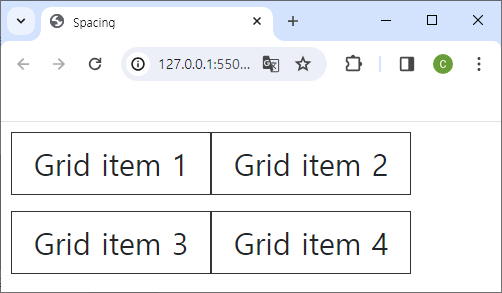 Spacing
127.0.0.1:550...
C
Grid item 1 Grid item 2
Grid item 3 Grid item 4